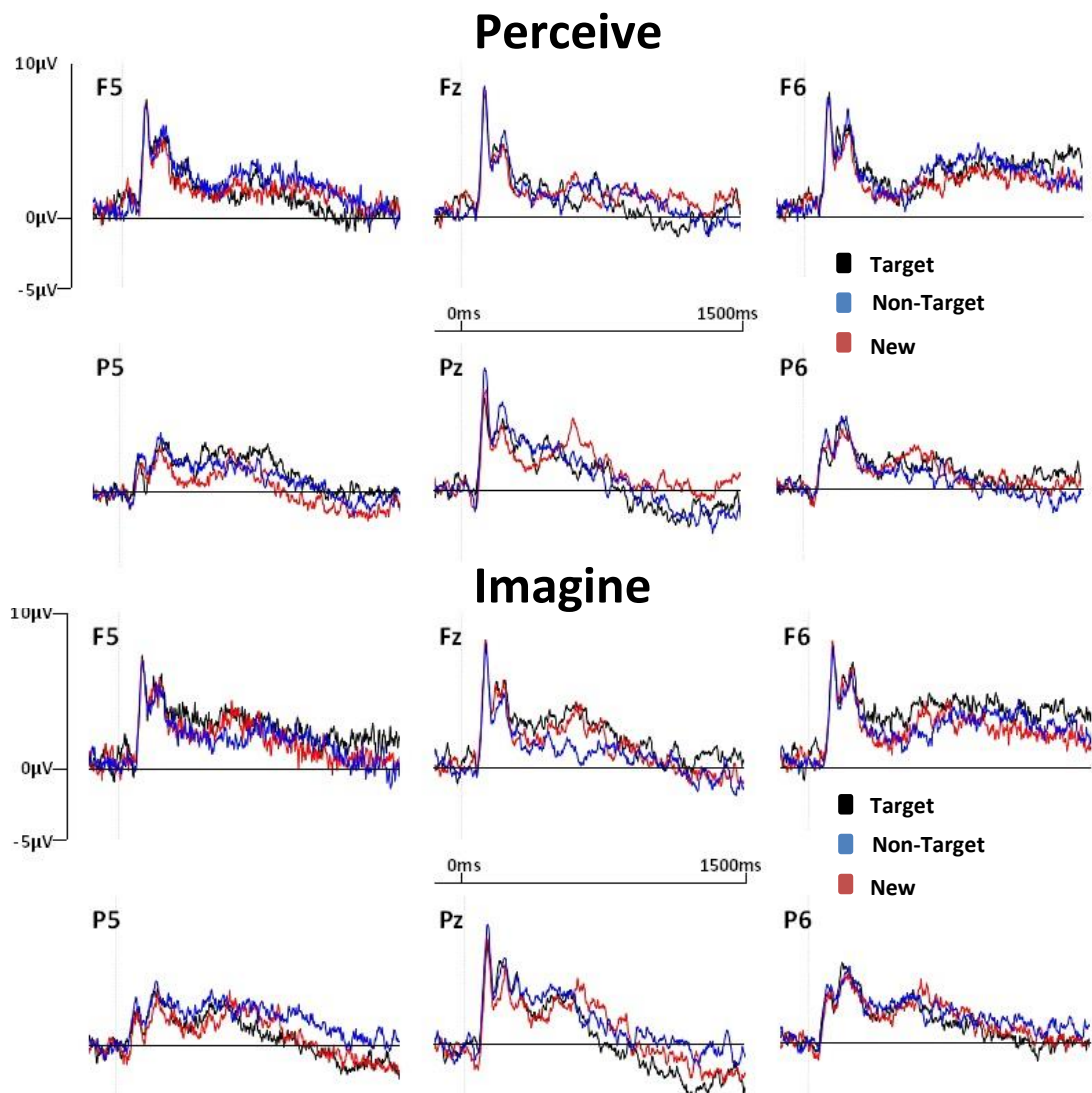 Perceive
10µV
F5
Fz
F6
0µV
-5µV
Target
Non-Target
New
0ms 1500ms
P5
Pz
P6
Imagine
10µV
F5
Fz
F6
0µV
-5µV
Target
Non-Target
New
0ms 1500ms
P5
Pz
P6